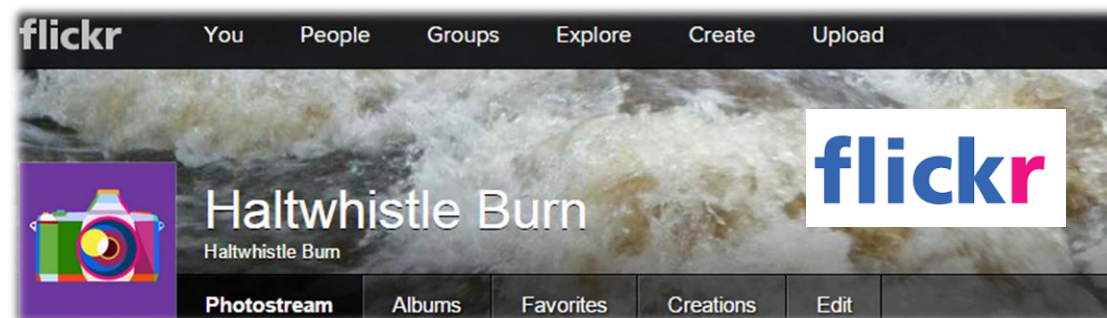 flickr You People Groups Explore Create Upload
flickr
Haltwhistle Burn
Haltwhistle Burn
Photostream Albums Favorites Creations Edit